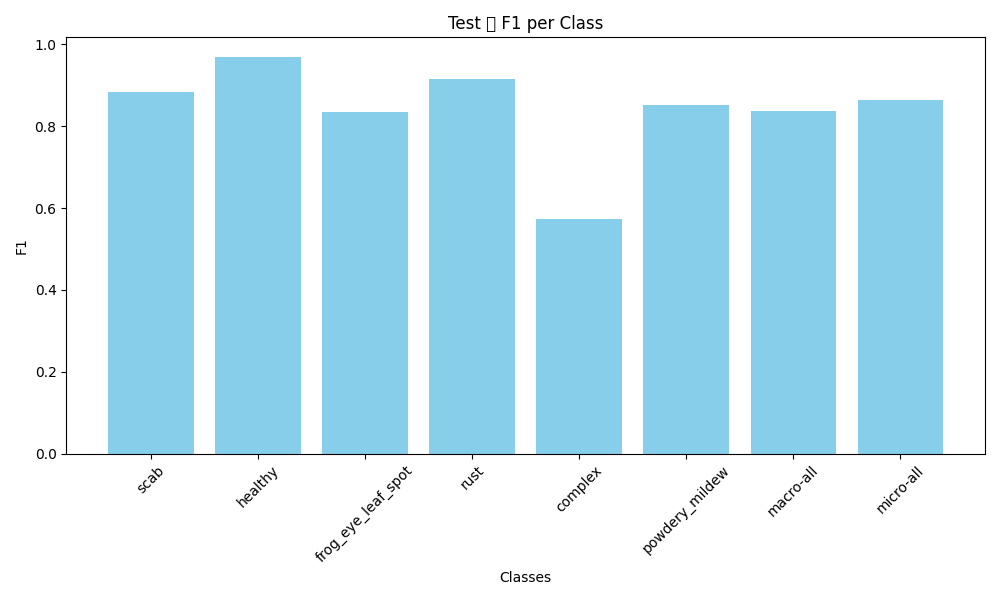 Test F1 per Class
1.0
0.8
0.6
0.4
0.2
0.0
F1
scab
healthy
frog_eye_leaf_spot
rust
complex
powdery_mildew
macro-all
micro-all
Classes